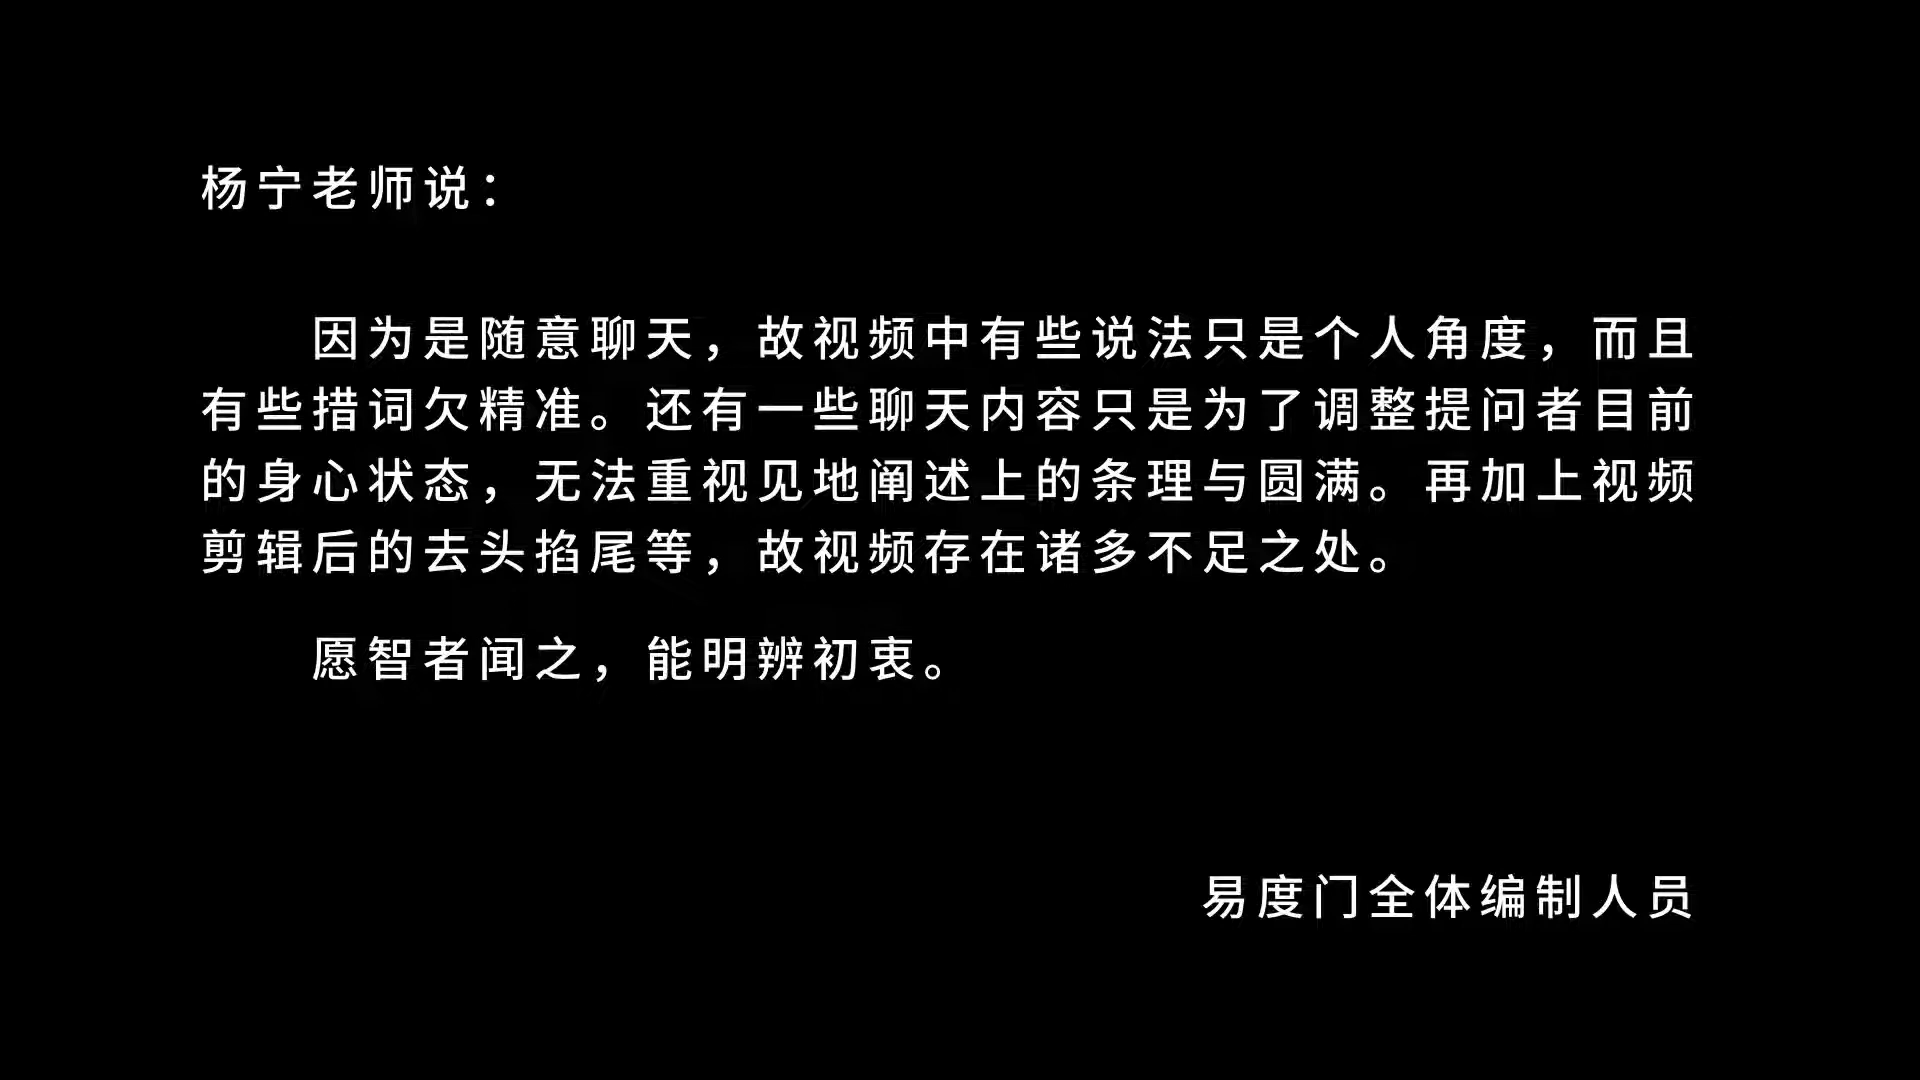 杨宁老师说：
因为是随意聊天，故视频中有些说法只是个人角度，而且
有些措词欠精准。还有一些聊天内容只是为了调整提问者目前
的身心状态，无法重视见地阐述上的条理与圆满。再加上视频
剪辑后的去头掐尾等，故视频存在诸多不足之处。
愿智者闻之，能明辨初衷。
易度门全体编制人员